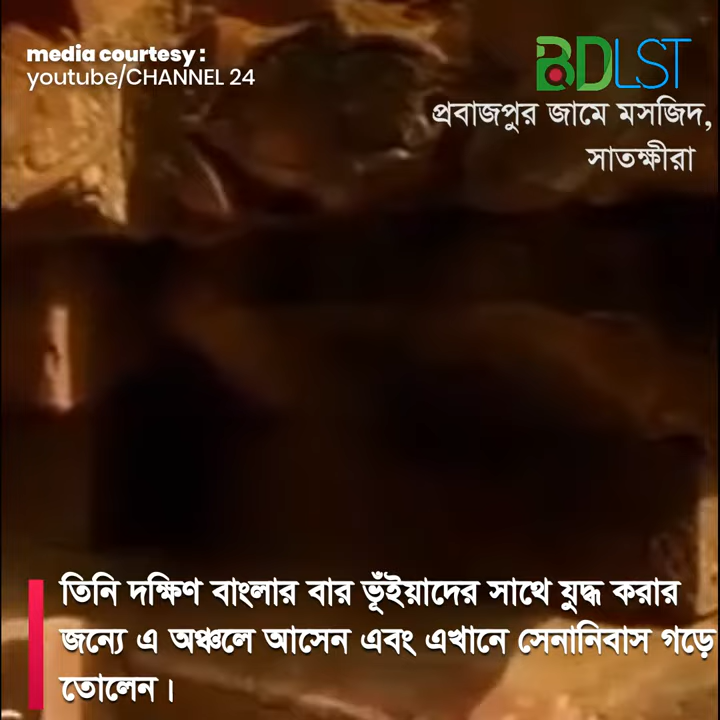 media courtesy :
youtube/CHANNEL 24
BDLST
প্রবাজপুর জামে মসজিদ,
সাতক্ষীরা
তিনি দক্ষিণ বাংলার বার ভূঁইয়াদের সাথে যুদ্ধ করার
জন্যে এ অঞ্চলে আসেন এবং এখানে সেনানিবাস গড়ে
তোলেন।